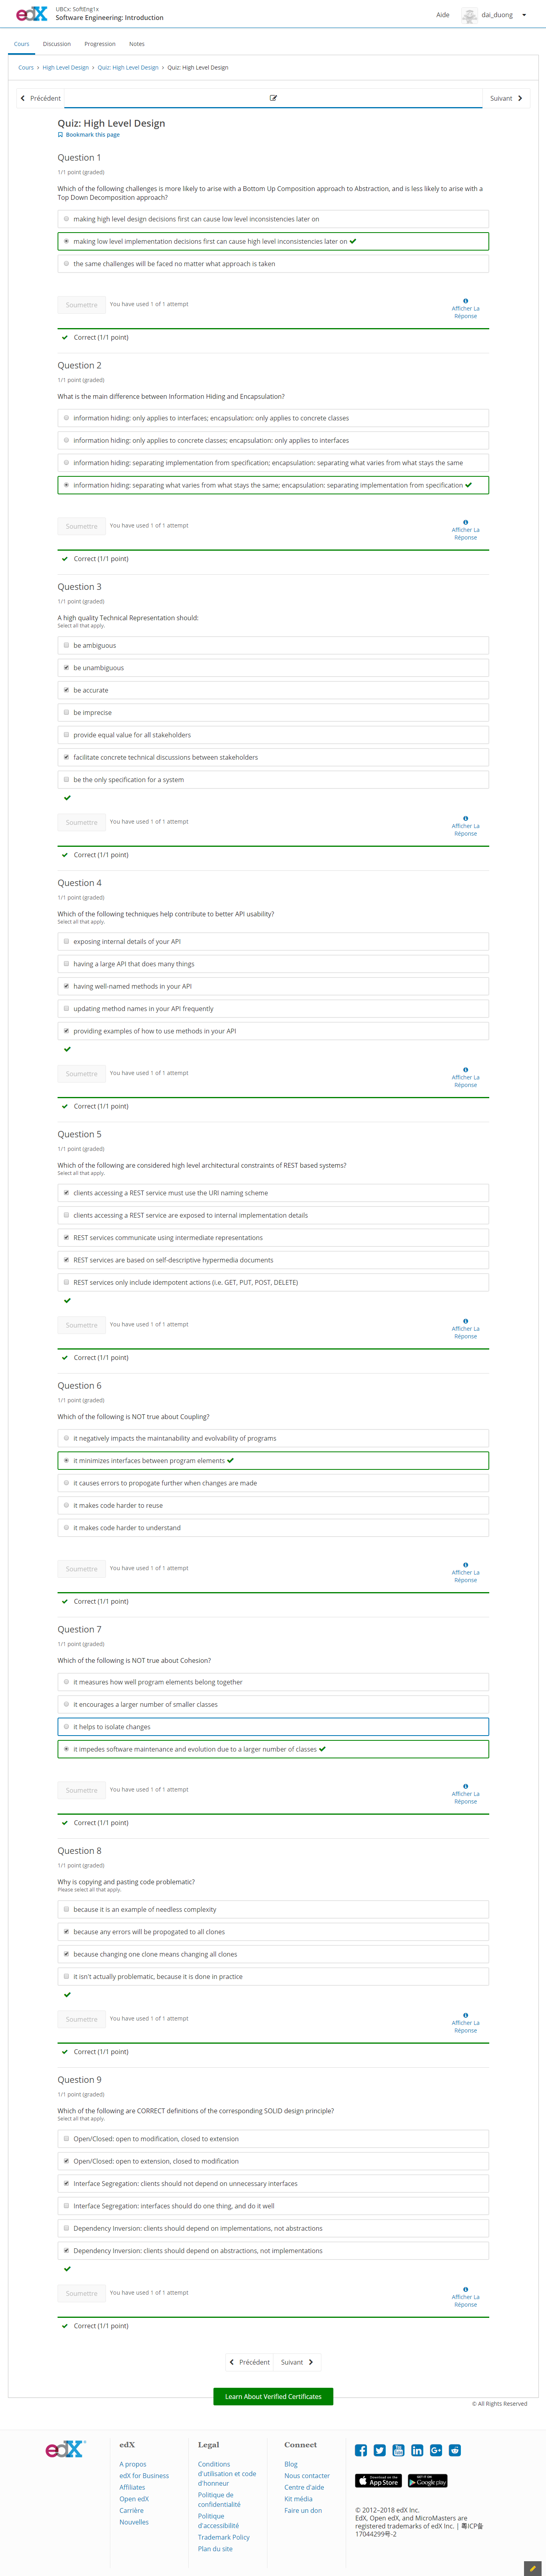 edX
UBCx: SoftEng1x
Software Engineering: Introduction
Aide
dai_duong
Cours
Discussion
Progression
Notes
Cours › High Level Design › Quiz: High Level Design › Quiz: High Level Design
Précédent
Suivant
Quiz: High Level Design
Bookmark this page
Question 1
1/1 point (graded)
Which of the following challenges is more likely to arise with a Bottom Up Composition approach to Abstraction, and is less likely to arise with a
Top Down Decomposition approach?
making high level design decisions first can cause low level inconsistencies later on
making low level implementation decisions first can cause high level inconsistencies later on
the same challenges will be faced no matter what approach is taken
Soumettre
You have used 1 of 1 attempt
Afficher La
Réponse
Correct (1/1 point)
Question 2
1/1 point (graded)
What is the main difference between Information Hiding and Encapsulation?
information hiding: only applies to interfaces; encapsulation: only applies to concrete classes
information hiding: only applies to concrete classes; encapsulation: only applies to interfaces
information hiding: separating implementation from specification; encapsulation: separating what varies from what stays the same
information hiding: separating what varies from what stays the same; encapsulation: separating implementation from specification
Soumettre
You have used 1 of 1 attempt
Afficher La
Réponse
Correct (1/1 point)
Question 3
1/1 point (graded)
A high quality Technical Representation should:
Select all that apply.
be ambiguous
be unambiguous
be accurate
be imprecise
provide equal value for all stakeholders
facilitate concrete technical discussions between stakeholders
be the only specification for a system
Soumettre
You have used 1 of 1 attempt
Afficher La
Réponse
Correct (1/1 point)
Question 4
1/1 point (graded)
Which of the following techniques help contribute to better API usability?
Select all that apply.
exposing internal details of your API
having a large API that does many things
having well-named methods in your API
updating method names in your API frequently
providing examples of how to use methods in your API
Soumettre
You have used 1 of 1 attempt
Afficher La
Réponse
Correct (1/1 point)
Question 5
1/1 point (graded)
Which of the following are considered high level architectural constraints of REST based systems?
Select all that apply.
clients accessing a REST service must use the URI naming scheme
clients accessing a REST service are exposed to internal implementation details
REST services communicate using intermediate representations
REST services are based on self-descriptive hypermedia documents
REST services only include idempotent actions (i.e. GET, PUT, POST, DELETE)
Soumettre
You have used 1 of 1 attempt
Afficher La
Réponse
Correct (1/1 point)
Question 6
1/1 point (graded)
Which of the following is NOT true about Coupling?
it negatively impacts the maintanability and evolvability of programs
it minimizes interfaces between program elements
it causes errors to propogate further when changes are made
it makes code harder to reuse
it makes code harder to understand
Soumettre
You have used 1 of 1 attempt
Afficher La
Réponse
Correct (1/1 point)
Question 7
1/1 point (graded)
Which of the following is NOT true about Cohesion?
it measures how well program elements belong together
it encourages a larger number of smaller classes
it helps to isolate changes
it impedes software maintenance and evolution due to a larger number of classes
Soumettre
You have used 1 of 1 attempt
Afficher La
Réponse
Correct (1/1 point)
Question 8
1/1 point (graded)
Why is copying and pasting code problematic?
Please select all that apply.
because it is an example of needless complexity
because any errors will be propogated to all clones
because changing one clone means changing all clones
it isn't actually problematic, because it is done in practice
Soumettre
You have used 1 of 1 attempt
Afficher La
Réponse
Correct (1/1 point)
Question 9
1/1 point (graded)
Which of the following are CORRECT definitions of the corresponding SOLID design principle?
Select all that apply.
Open/Closed: open to modification, closed to extension
Open/Closed: open to extension, closed to modification
Interface Segregation: clients should not depend on unnecessary interfaces
Interface Segregation: interfaces should do one thing, and do it well
Dependency Inversion: clients should depend on implementations, not abstractions
Dependency Inversion: clients should depend on abstractions, not implementations
Soumettre
You have used 1 of 1 attempt
Afficher La
Réponse
Correct (1/1 point)
Précédent
Suivant
Learn About Verified Certificates
© All Rights Reserved
edX
edX
A propos
edX for Business
Affiliates
Open edX
Carrière
Nouvelles
Legal
Conditions
d'utilisation et code
d'honneur
Politique de
confidentialité
Politique
d'accessibilité
Trademark Policy
Plan du site
Connect
Blog
Nous contacter
Centre d'aide
Kit média
Faire un don
Download on the
App Store
GET IT ON
Google play
© 2012–2018 edX Inc.
EdX, Open edX, and MicroMasters are
registered trademarks of edX Inc. | 粤ICP备
17044299号-2